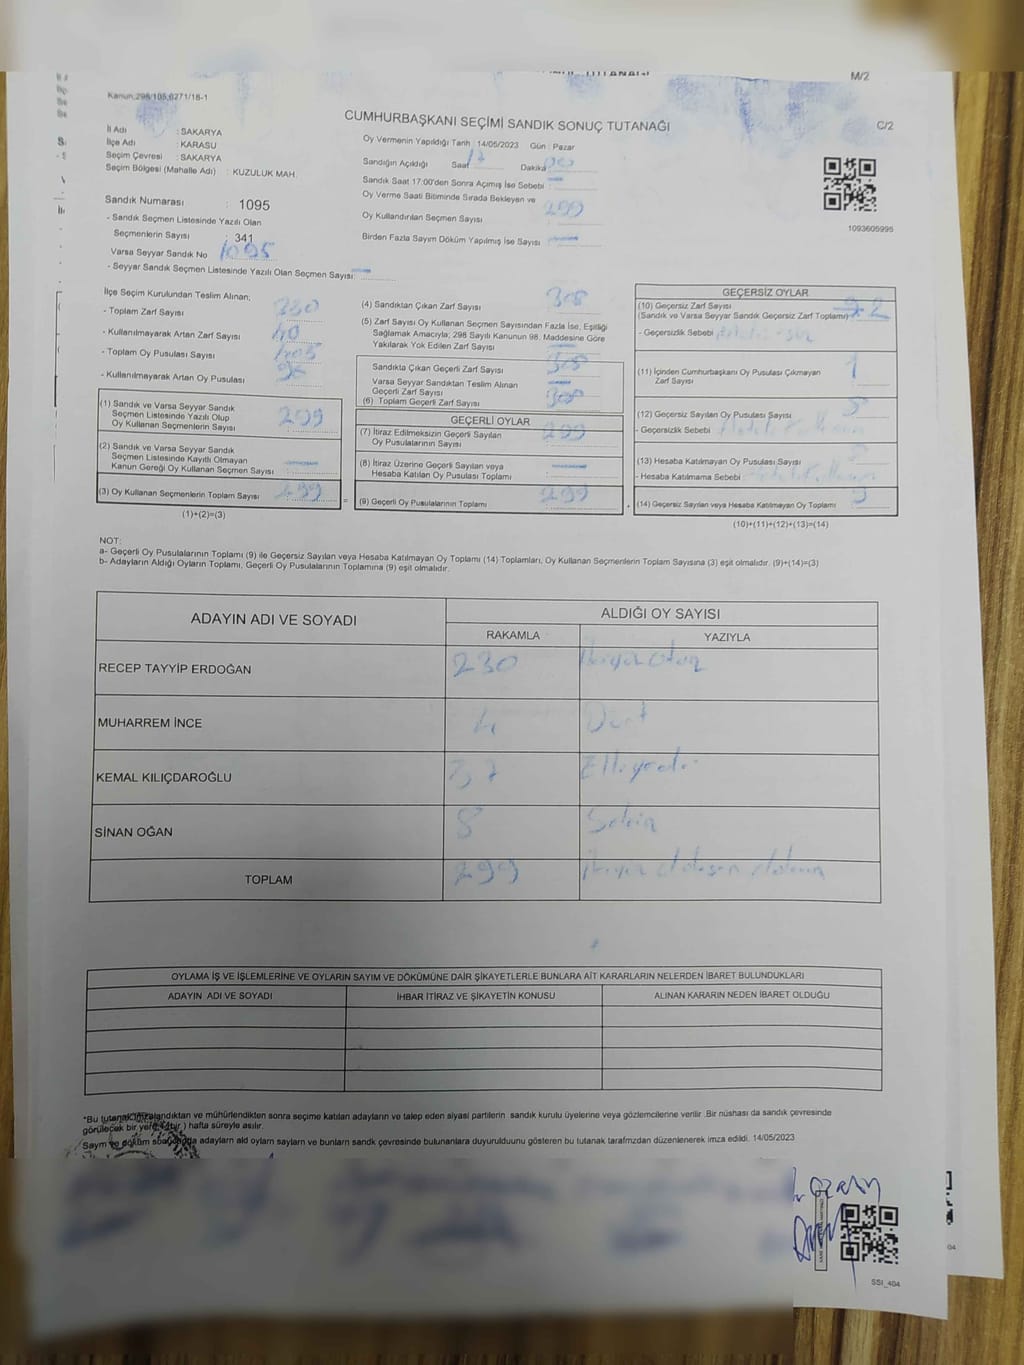 M/2
Kanun;298/105,6271/18-1
CUMHURBAŞKANI SEÇİMİ SANDIK SONUÇ TUTANAĞI
C/2
İl Adı : SAKARYA
İlçe Adı : KARASU
Seçim Çevresi : SAKARYA
Seçim Bölgesi (Mahalle Adı) : KUZULUK MAH.
Oy Vermenin Yapıldığı Tarih 14/05/2023 Gün : Pazar
Sandığın Açıldığı Saat 17 Dakika 00
Sandık Saat 17:00'den Sonra Açımış İse Sebebi
Oy Verme Saati Bitiminde Sırada Bekleyen ve
Oy Kullandırılan Seçmen Sayısı 299
Birden Fazla Sayım Döküm Yapılmış İse Sayısı
1093605995
Sandık Numarası : 1095
- Sandık Seçmen Listesinde Yazılı Olan
Seçmenlerin Sayısı : 341
Varsa Seyyar Sandık No 1095
- Seyyar Sandık Seçmen Listesinde Yazılı Olan Seçmen Sayısı:
İlçe Seçim Kurulundan Teslim Alınan;
- Toplam Zarf Sayısı
- Kullanılmayarak Artan Zarf Sayısı 40
- Toplam Oy Pusulası Sayısı
- Kullanılmayarak Artan Oy Pusulası
(1) Sandık ve Varsa Seyyar Sandık
Seçmen Listesinde Yazılı Olup
Oy Kullanan Seçmenlerin Sayısı 299
(2) Sandık ve Varsa Seyyar Sandık
Seçmen Listesinde Kayıtlı Olmayan
Kanun Gereği Oy Kullanan Seçmen Sayısı
(3) Oy Kullanan Seçmenlerin Toplam Sayısı 299
(1)+(2)=(3)
(4) Sandıktan Çıkan Zarf Sayısı 308
(5) Zarf Sayısı Oy Kullanan Seçmen Sayısından Fazla İse, Eşitliği
Sağlamak Amacıyla; 298 Sayılı Kanunun 98. Maddesine Göre
Yakılarak Yok Edilen Zarf Sayısı
Sandıkta Çıkan Geçerli Zarf Sayısı 308
Varsa Seyyar Sandıktan Teslim Alınan
Geçerli Zarf Sayısı
(6) Toplam Geçerli Zarf Sayısı 308
GEÇERLİ OYLAR
(7) İtiraz Edilmeksizin Geçerli Sayılan
Oy Pusulalarının Sayısı 299
(8) İtiraz Üzerine Geçerli Sayılan veya
Hesaba Katılan Oy Pusulaları Toplamı
= (9) Geçerli Oy Pusulalarının Toplamı 299
GEÇERSİZ OYLAR
(10) Geçersiz Zarf Sayısı
(Sandık ve Varsa Seyyar Sandık Geçersiz Zarf Toplamı)
- Geçersizlik Sebebi
(11) İçinden Cumhurbaşkanı Oy Pusulası Çıkmayan
Zarf Sayısı 1
(12) Geçersiz Sayılan Oy Pusulası Sayısı
- Geçersizlik Sebebi
(13) Hesaba Katılmayan Oy Pusulası Sayısı
- Hesaba Katılmama Sebebi
(14) Geçersiz Sayılan veya Hesaba Katılmayan Oy Toplamı
(10)+(11)+(12)+(13)=(14)
NOT:
a- Geçerli Oy Pusulalarının Toplamı (9) ile Geçersiz Sayılan veya Hesaba Katılmayan Oy Toplamı (14) Toplamları, Oy Kullanan Seçmenlerin Toplam Sayısına (3) eşit olmalıdır. (9)+(14)=(3)
b- Adayların Aldığı Oyların Toplamı, Geçerli Oy Pusulalarının Toplamına (9) eşit olmalıdır.
ADAYIN ADI VE SOYADI
ALDIĞI OY SAYISI
RAKAMLA YAZIYLA
RECEP TAYYİP ERDOĞAN 230
MUHARREM İNCE 4 Dört
KEMAL KILIÇDAROĞLU 57 Elliyedi
SİNAN OĞAN 8 Sekiz
TOPLAM 299
OYLAMA İŞ VE İŞLEMLERİNE VE OYLARIN SAYIM VE DÖKÜMÜNE DAİR ŞİKAYETLERLE BUNLARA AİT KARARLARIN NELERDEN İBARET BULUNDUKLARI
ADAYIN ADI VE SOYADI İHBAR İTİRAZ VE ŞİKAYETİN KONUSU ALINAN KARARIN NEDEN İBARET OLDUĞU
*Bu tutanak imzalandıktan ve mühürlendikten sonra seçime katılan adayların ve talep eden siyasi partilerin sandık kurulu üyelerine veya gözlemcilerine verilir .Bir nüshası da sandık çevresinde
görülecek bir yere ( bir ) hafta süreyle asılır.
Sayım ve döküm adayların ald oyların sayların ve bunların sandk çevresinde bulunanlara duyurulduunu gösteren bu tutanak tarafmzdan düzenlenerek imza edildi. 14/05/2023
SSI_404